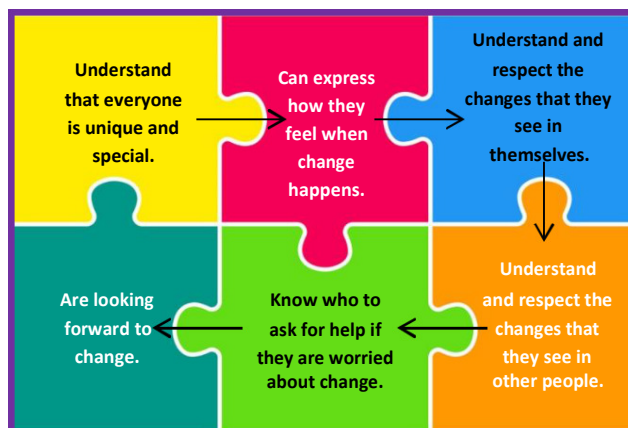 Understand
that everyone
is unique and
special.
Can express
how they
feel when
change
happens.
Understand and
respect the
changes that they
see in
themselves.
Understand
and respect the
changes that
they see in
other people.
Know who to
ask for help if
they are worried
about change.
Are looking
forward to
change.